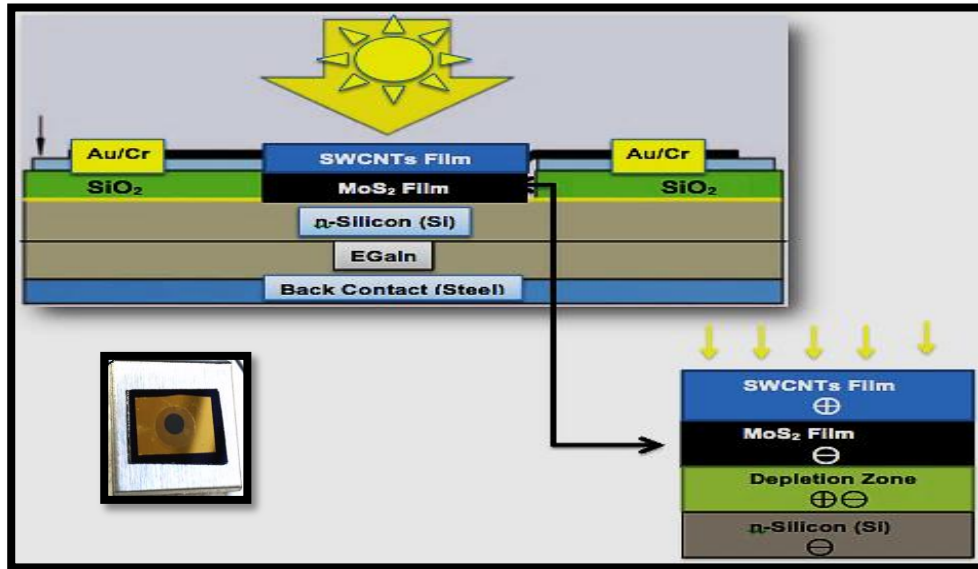 Au/Cr
SWCNTs Film
Au/Cr
SiO₂
MoS₂ Film
SiO₂
n-Silicon (Si)
EGaIn
Back Contact (Steel)
SWCNTs Film
⊕
MoS₂ Film
⊖
Depletion Zone
⊕⊖
n-Silicon (Si)
⊖